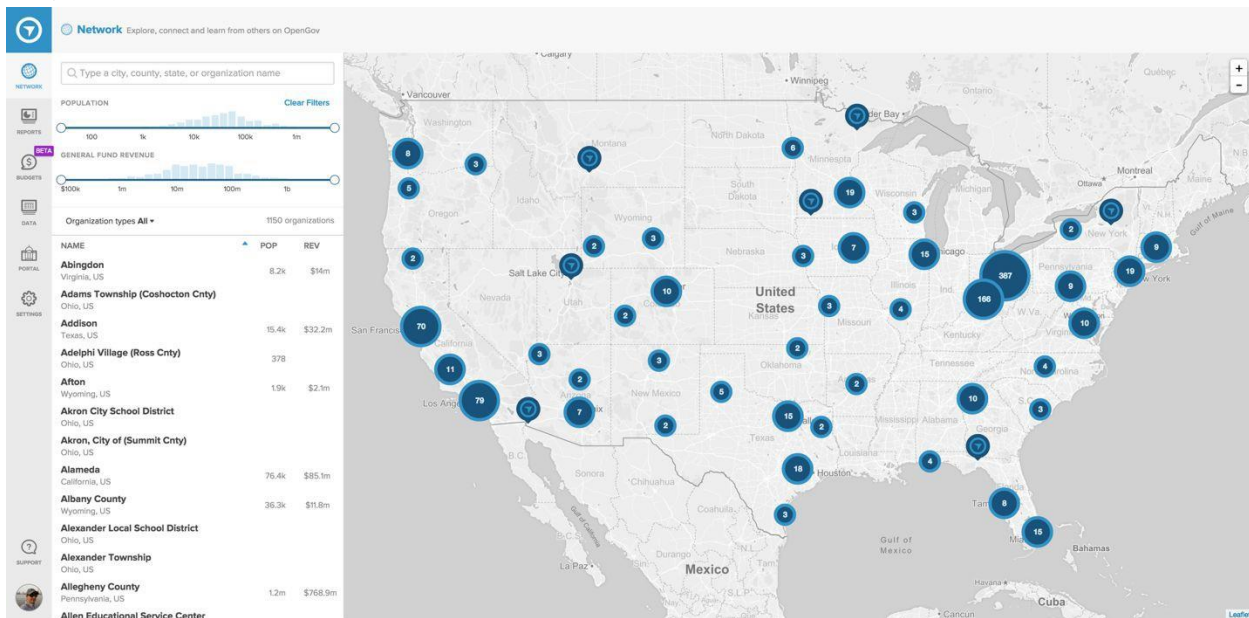 Network Explore, connect and learn from others on OpenGov
NETWORK
REPORTS
BETA
BUDGETS
DATA
PORTAL
SETTINGS
SUPPORT
Type a city, county, state, or organization name
POPULATION Clear Filters
100 1k 10k 100k 1m
GENERAL FUND REVENUE
$100k 1m 10m 100m 1b
Organization types All 1150 organizations
NAME POP REV
Abingdon
Virginia, US
8.2k $14m
Adams Township (Coshocton Cnty)
Ohio, US
Addison
Texas, US
15.4k $32.2m
Adelphi Village (Ross Cnty)
Ohio, US
378
Afton
Wyoming, US
1.9k $2.1m
Akron City School District
Ohio, US
Akron, City of (Summit Cnty)
Ohio, US
Alameda
California, US
76.4k $85.1m
Albany County
Wyoming, US
36.3k $11.8m
Alexander Local School District
Ohio, US
Alexander Township
Ohio, US
Allegheny County
Pennsylvania, US
1.2m $768.9m
Allen Educational Service Center
+
-
Calgary
Winnipeg
Québec
Ontario
Vancouver
Washington
North Dakota
Montana
Minnesota
Montreal
Ottawa
Maine
N.B.
Vt.
N.H.
Gulf of Maine
8
3
6
5
19
3
2
9
Oregon
Idaho
South
Dakota
Wisconsin
Michigan
New York
Wyoming
2
2
3
3
7
15
387
9
19
Salt Lake City
Nebraska
Pennsylvania
Nevada
Utah
10
United
States
Illinois
Ind.
166
W.Va.
10
San Francisco
70
2
Kansas
3
Missouri
4
Kentucky
California
3
3
2
Oklahoma
Tennessee
4
11
2
New Mexico
5
2
79
7
2
15
2
Mississippi
Alabama
10
S.C.
3
Georgia
Texas
Louisiana
4
18
Houston
3
8
15
B.C.
Sonora
Chihuahua
Coahuila
Gulf of California
N.L.
Durango
La Paz
Mexico
Gulf of
Mexico
Bahamas
Havana
Cuba
Cancun
S.L.P.
Leaflet